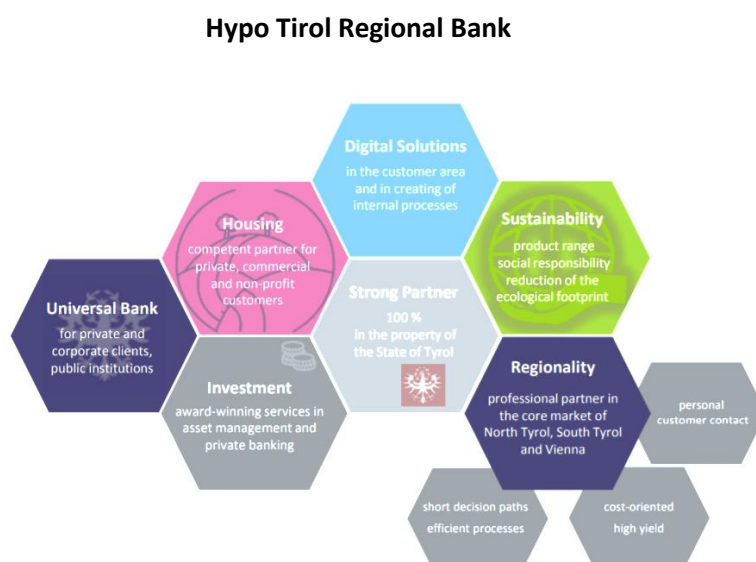 Hypo Tirol Regional Bank
Digital Solutions
in the customer area
and in creating of
internal processes
Housing
competent partner for
private, commercial
and non-profit
customers
Sustainability
product range
social responsibility
reduction of the
ecological footprint
Universal Bank
for private and
corporate clients,
public institutions
Strong Partner
100 %
in the property of
the State of Tyrol
Investment
award-winning services in
asset management and
private banking
Regionality
professional partner in
the core market of
North Tyrol, South Tyrol
and Vienna
personal
customer contact
short decision paths
efficient processes
cost-oriented
high yield